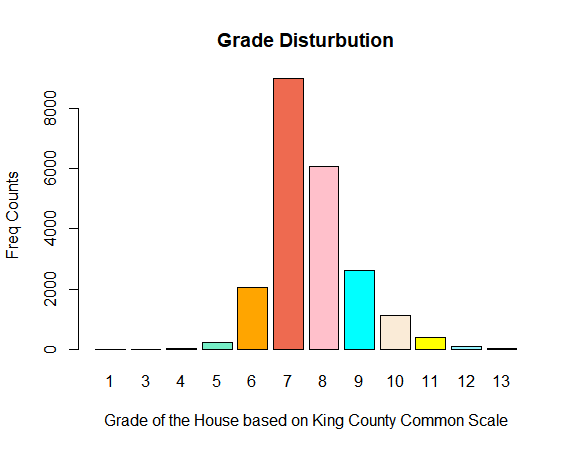 Grade Disturbution
Freq Counts
8000
6000
4000
2000
0
1 3 4 5 6 7 8 9 10 11 12 13
Grade of the House based on King County Common Scale